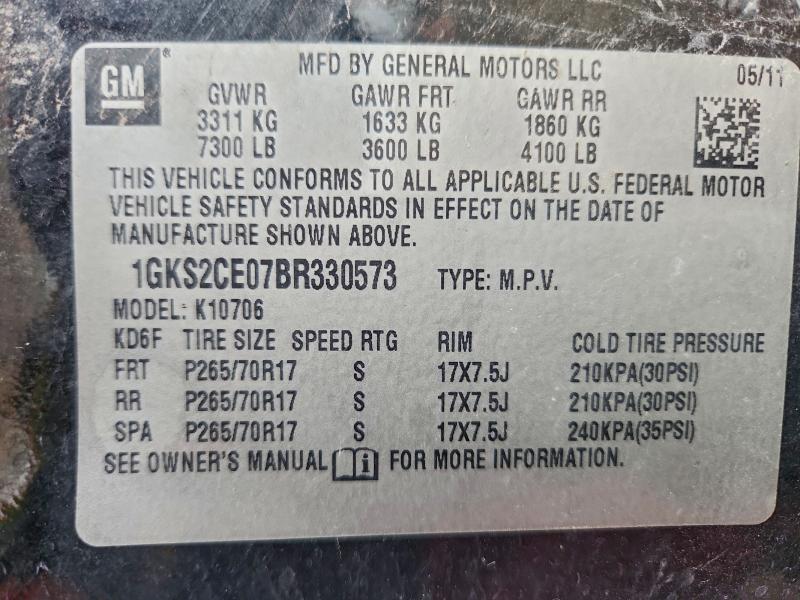 GM ® MFD BY GENERAL MOTORS LLC 05/11
GVWR GAWR FRT GAWR RR
3311 KG 1633 KG 1860 KG
7300 LB 3600 LB 4100 LB
THIS VEHICLE CONFORMS TO ALL APPLICABLE U.S. FEDERAL MOTOR
VEHICLE SAFETY STANDARDS IN EFFECT ON THE DATE OF
MANUFACTURE SHOWN ABOVE.
1GKS2CE07BR330573 TYPE: M.P.V.
MODEL: K10706
KD6F TIRE SIZE SPEED RTG RIM COLD TIRE PRESSURE
FRT P265/70R17 S 17X7.5J 210KPA(30PSI)
RR P265/70R17 S 17X7.5J 210KPA(30PSI)
SPA P265/70R17 S 17X7.5J 240KPA(35PSI)
SEE OWNER'S MANUAL i FOR MORE INFORMATION.